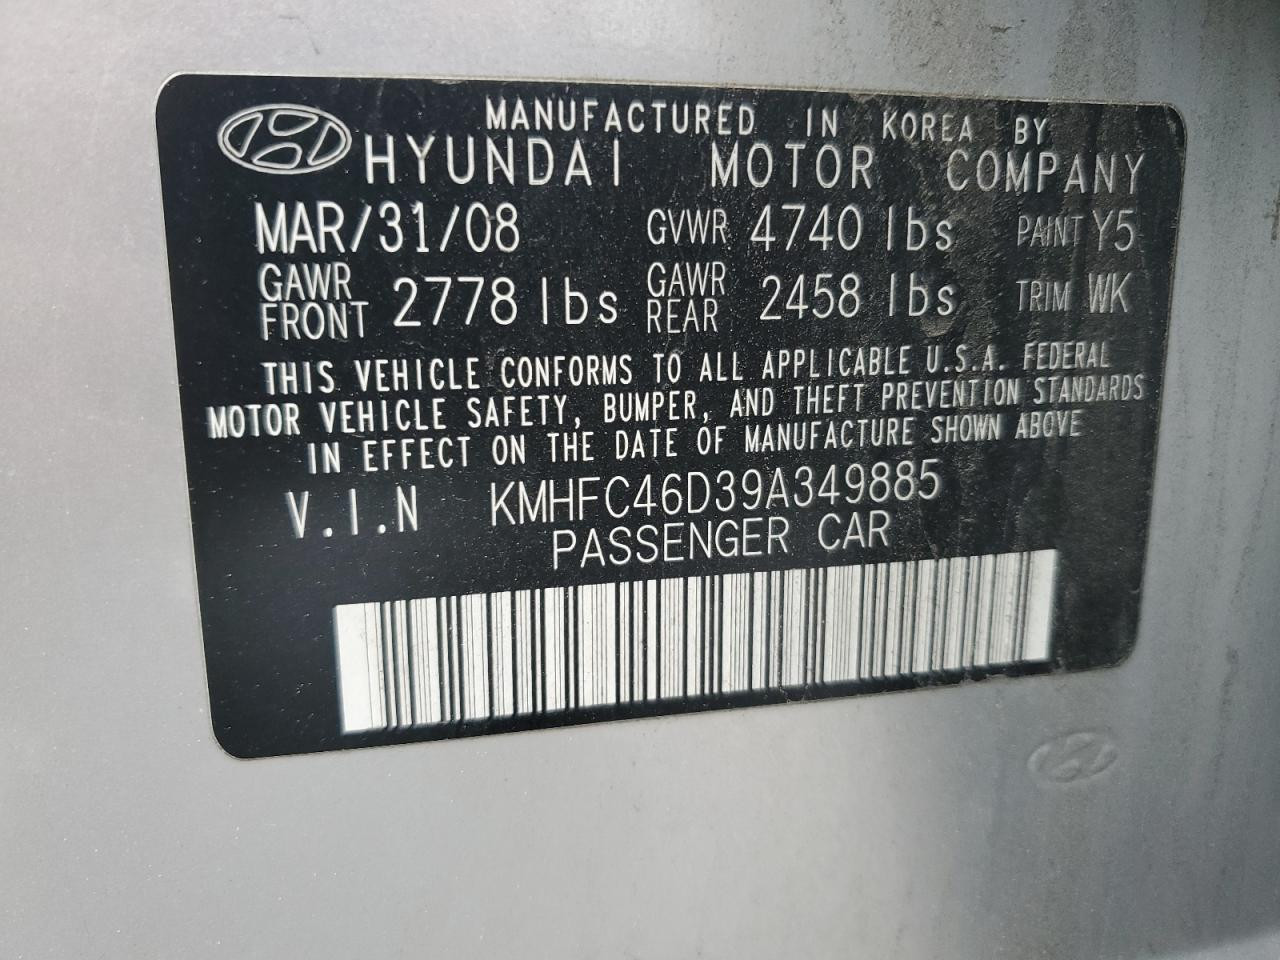 MANUFACTURED IN KOREA BY
HYUNDAI MOTOR COMPANY
MAR/31/08 GVWR 4740 lbs PAINT Y5
GAWR FRONT 2778 lbs GAWR REAR 2458 lbs TRIM WK
THIS VEHICLE CONFORMS TO ALL APPLICABLE U.S.A. FEDERAL
MOTOR VEHICLE SAFETY, BUMPER, AND THEFT PREVENTION STANDARDS
IN EFFECT ON THE DATE OF MANUFACTURE SHOWN ABOVE
V.I.N KMHFC46D39A349885
PASSENGER CAR